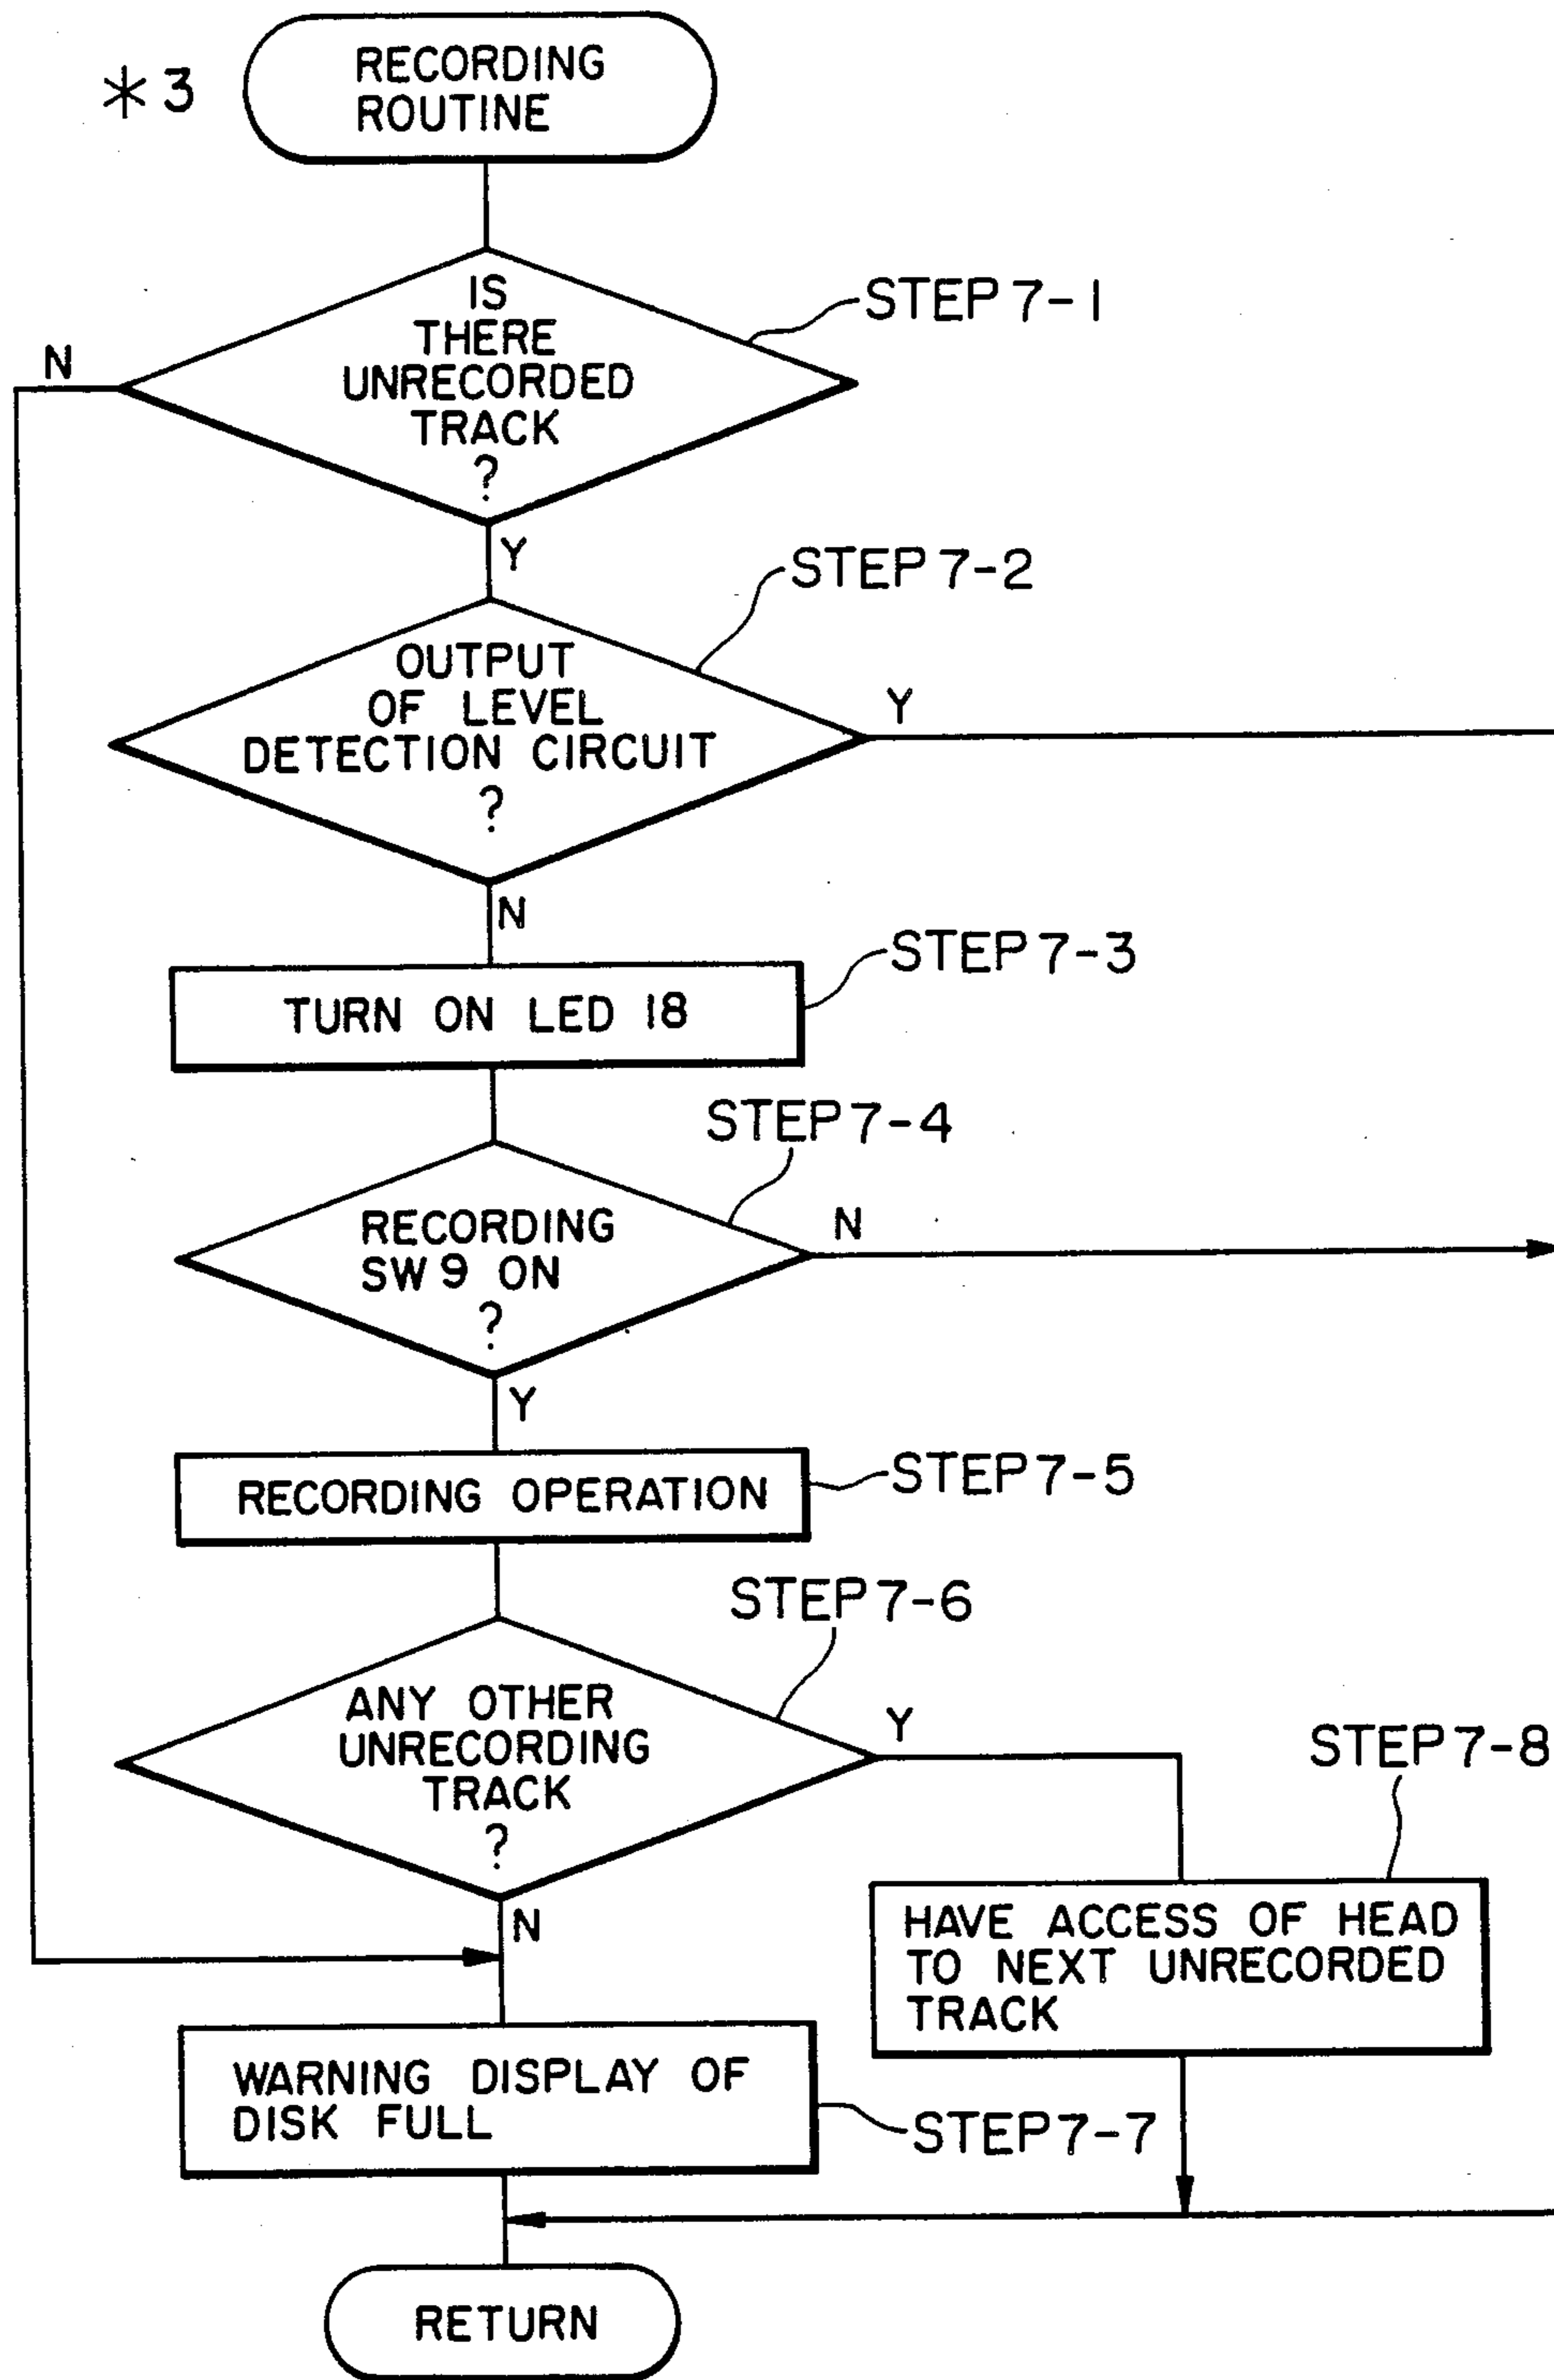 *3
RECORDING
ROUTINE
IS
THERE
UNRECORDED
TRACK
?
STEP 7-1
N
Y
STEP 7-2
OUTPUT
OF LEVEL
DETECTION CIRCUIT
?
Y
N
STEP 7-3
TURN ON LED 18
STEP 7-4
RECORDING
SW 9 ON
?
N
Y
RECORDING OPERATION
STEP 7-5
STEP 7-6
ANY OTHER
UNRECORDING
TRACK
?
Y
N
STEP 7-8
HAVE ACCESS OF HEAD
TO NEXT UNRECORDED
TRACK
WARNING DISPLAY OF
DISK FULL
STEP 7-7
RETURN